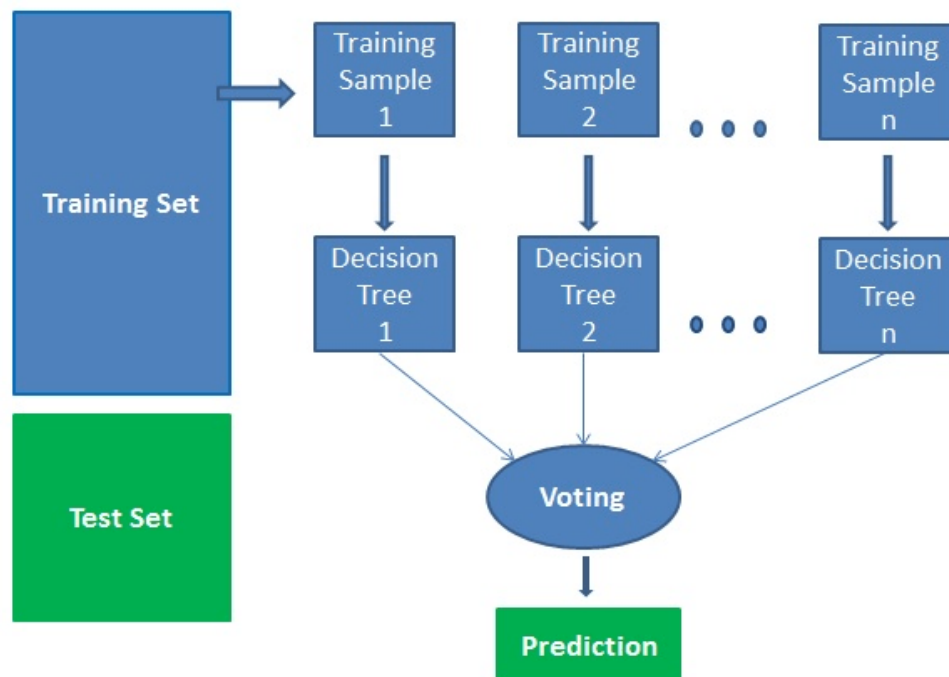 Training Set
Training
Sample
1
Training
Sample
2
Training
Sample
n
Decision
Tree
1
Decision
Tree
2
Decision
Tree
n
Test Set
Voting
Prediction